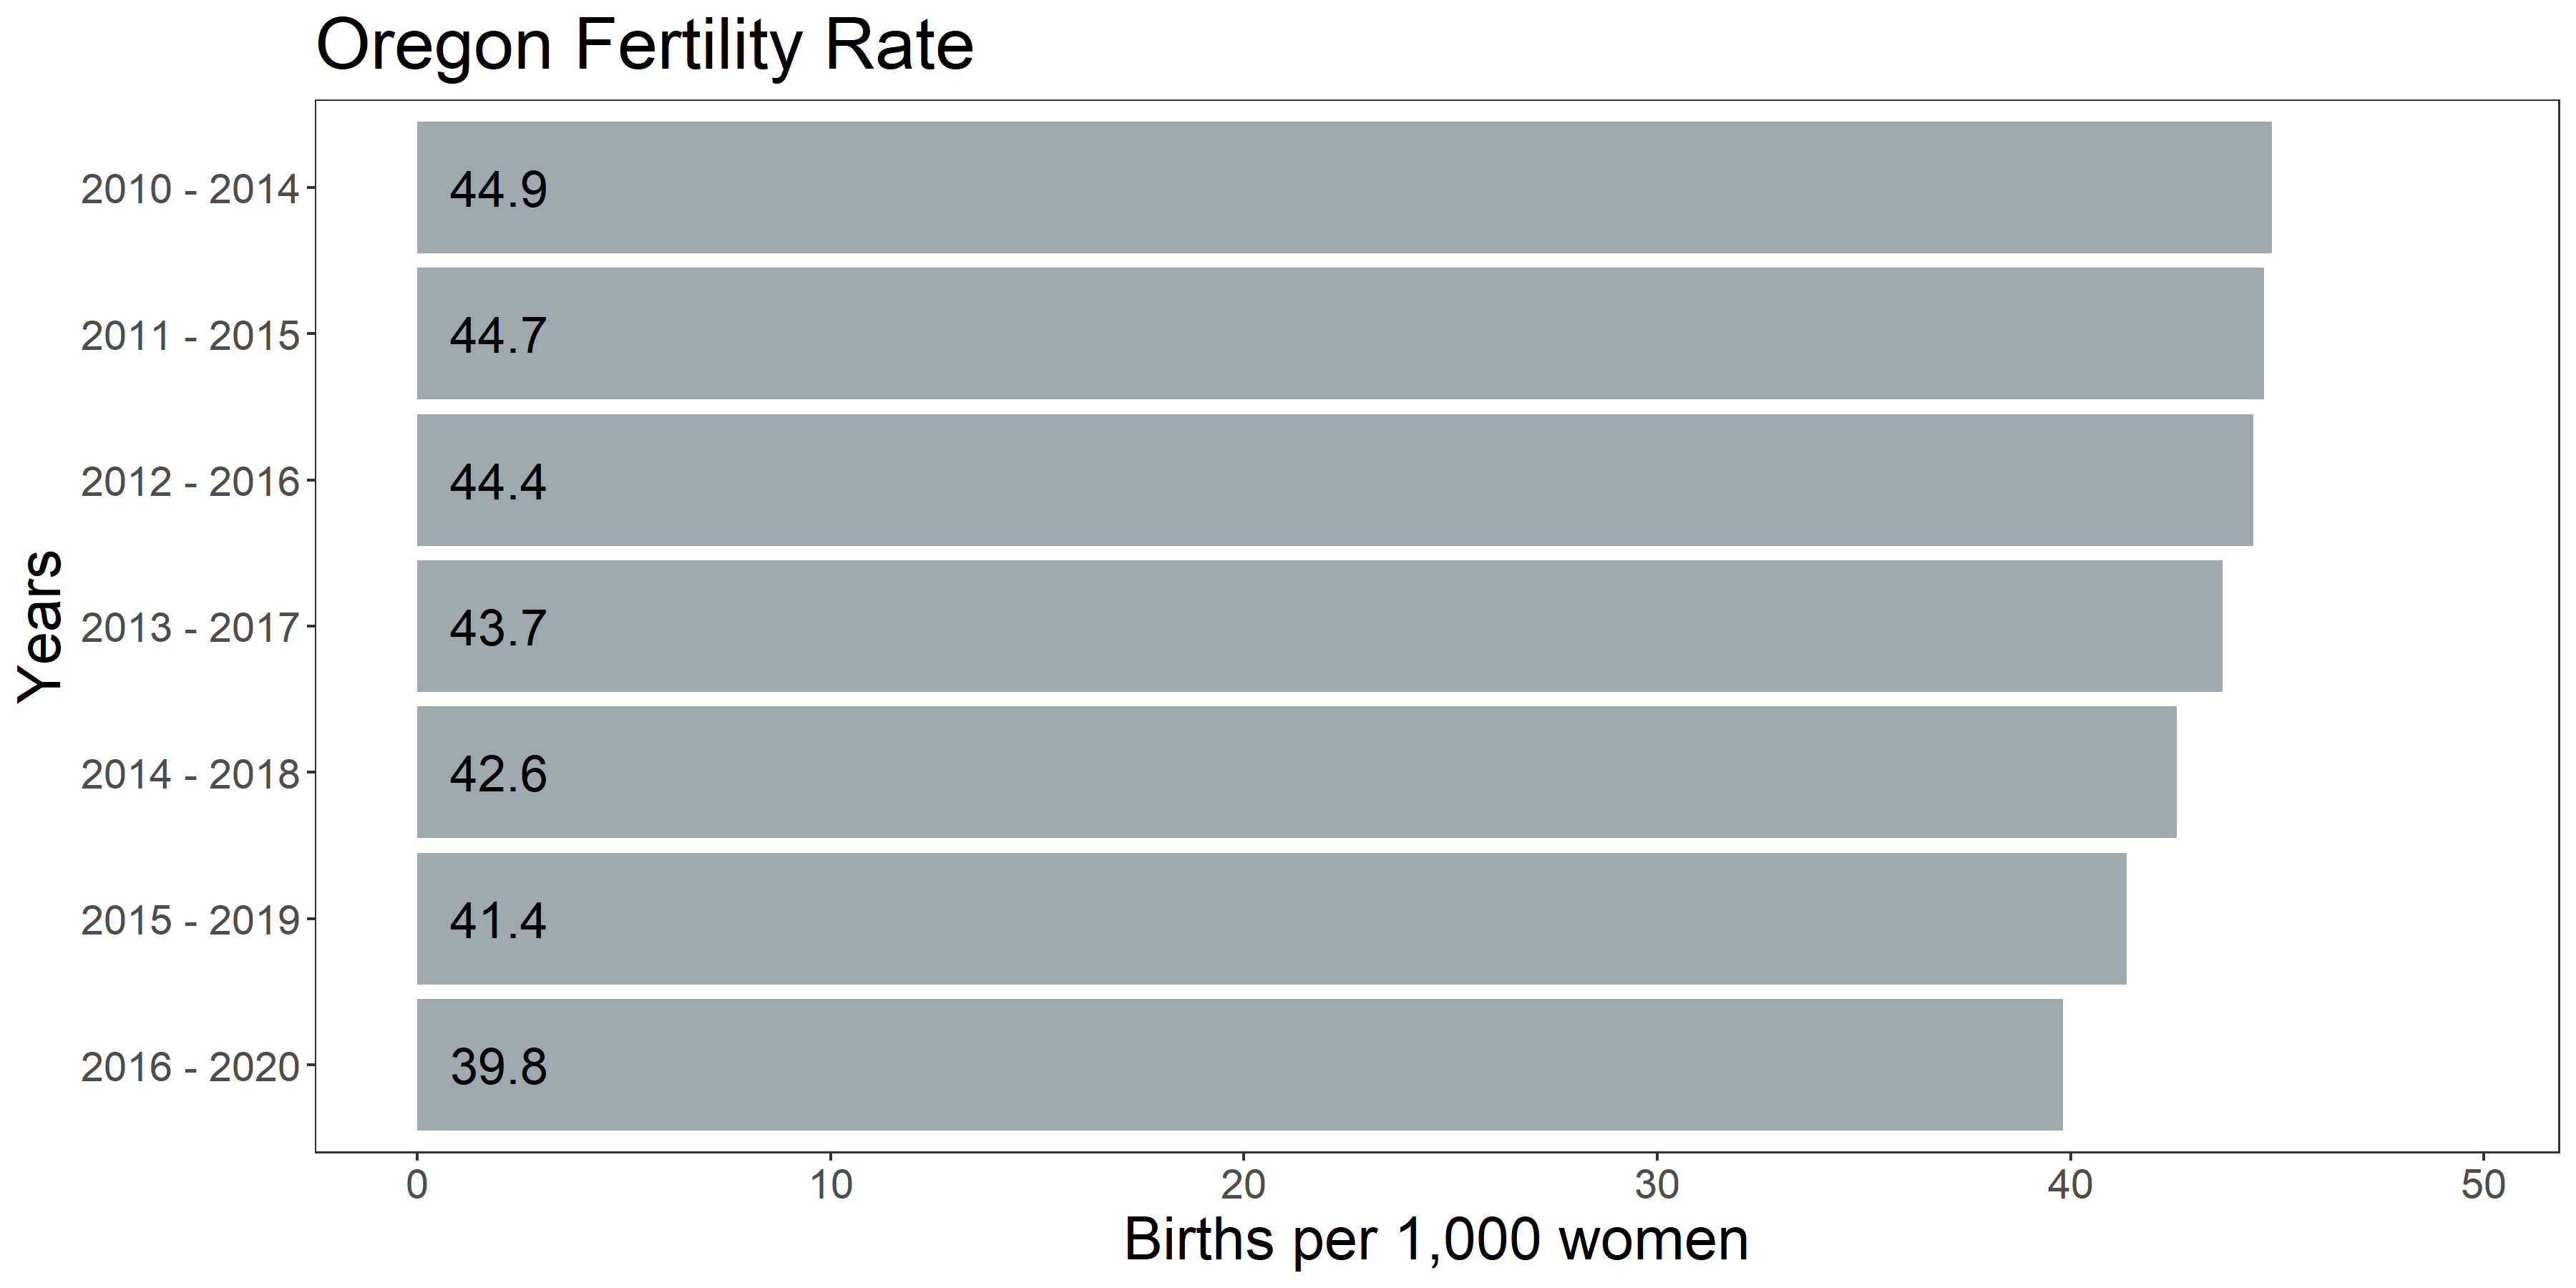 Oregon Fertility Rate
Years
2010 - 2014
44.9
2011 - 2015
44.7
2012 - 2016
44.4
2013 - 2017
43.7
2014 - 2018
42.6
2015 - 2019
41.4
2016 - 2020
39.8
0 10 20 30 40 50
Births per 1,000 women